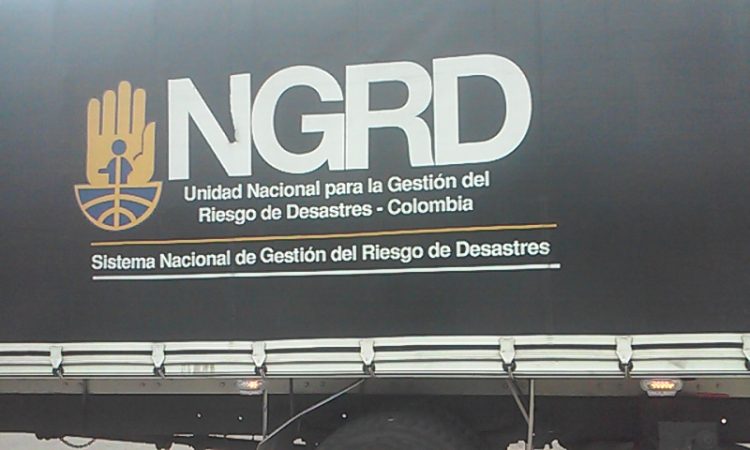 NGRD
Unidad Nacional para la Gestión del
Riesgo de Desastres - Colombia
Sistema Nacional de Gestión del Riesgo de Desastres